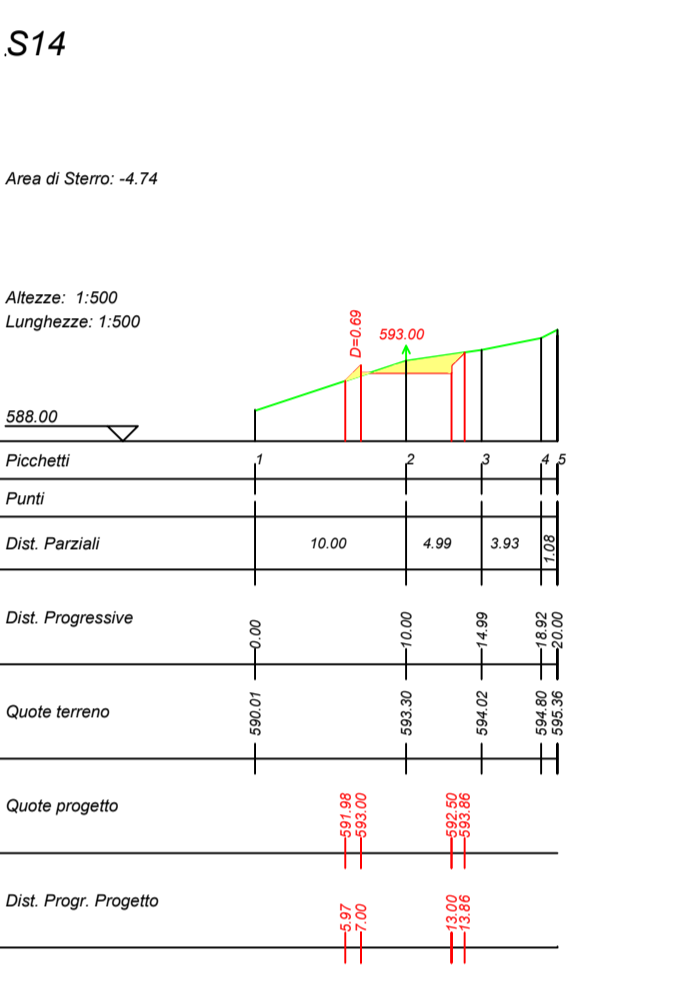 .S14
Area di Sterro: -4.74
Altezze: 1:500
Lunghezze: 1:500
D=0.69
593.00
588.00
Picchetti 1 2 3 4 5
Punti
Dist. Parziali 10.00 4.99 3.93 1.08
Dist. Progressive 0.00 10.00 14.99 18.92 20.00
Quote terreno 590.01 593.30 594.02 594.80 595.36
Quote progetto 591.98 593.00 592.50 593.86
Dist. Progr. Progetto 5.97 7.00 13.00 13.86